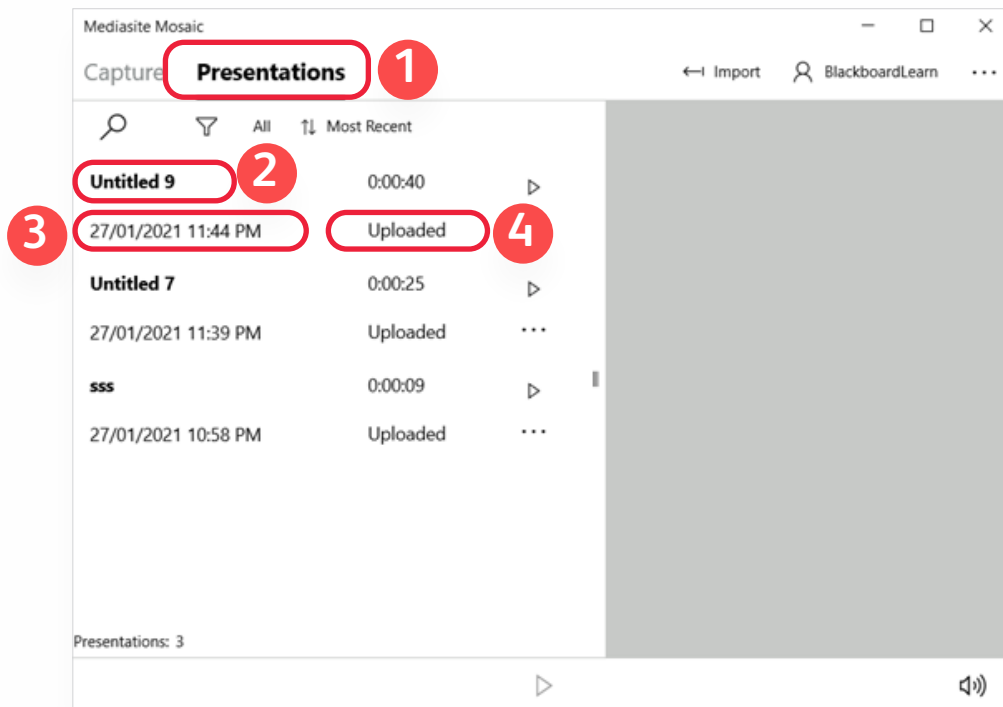 Mediasite Mosaic
Capture Presentations 1 Import BlackboardLearn ...
All Most Recent
2
Untitled 9 0:00:40
3 27/01/2021 11:44 PM Uploaded 4
Untitled 7 0:00:25
27/01/2021 11:39 PM Uploaded ...
sss 0:00:09
27/01/2021 10:58 PM Uploaded ...
Presentations: 3